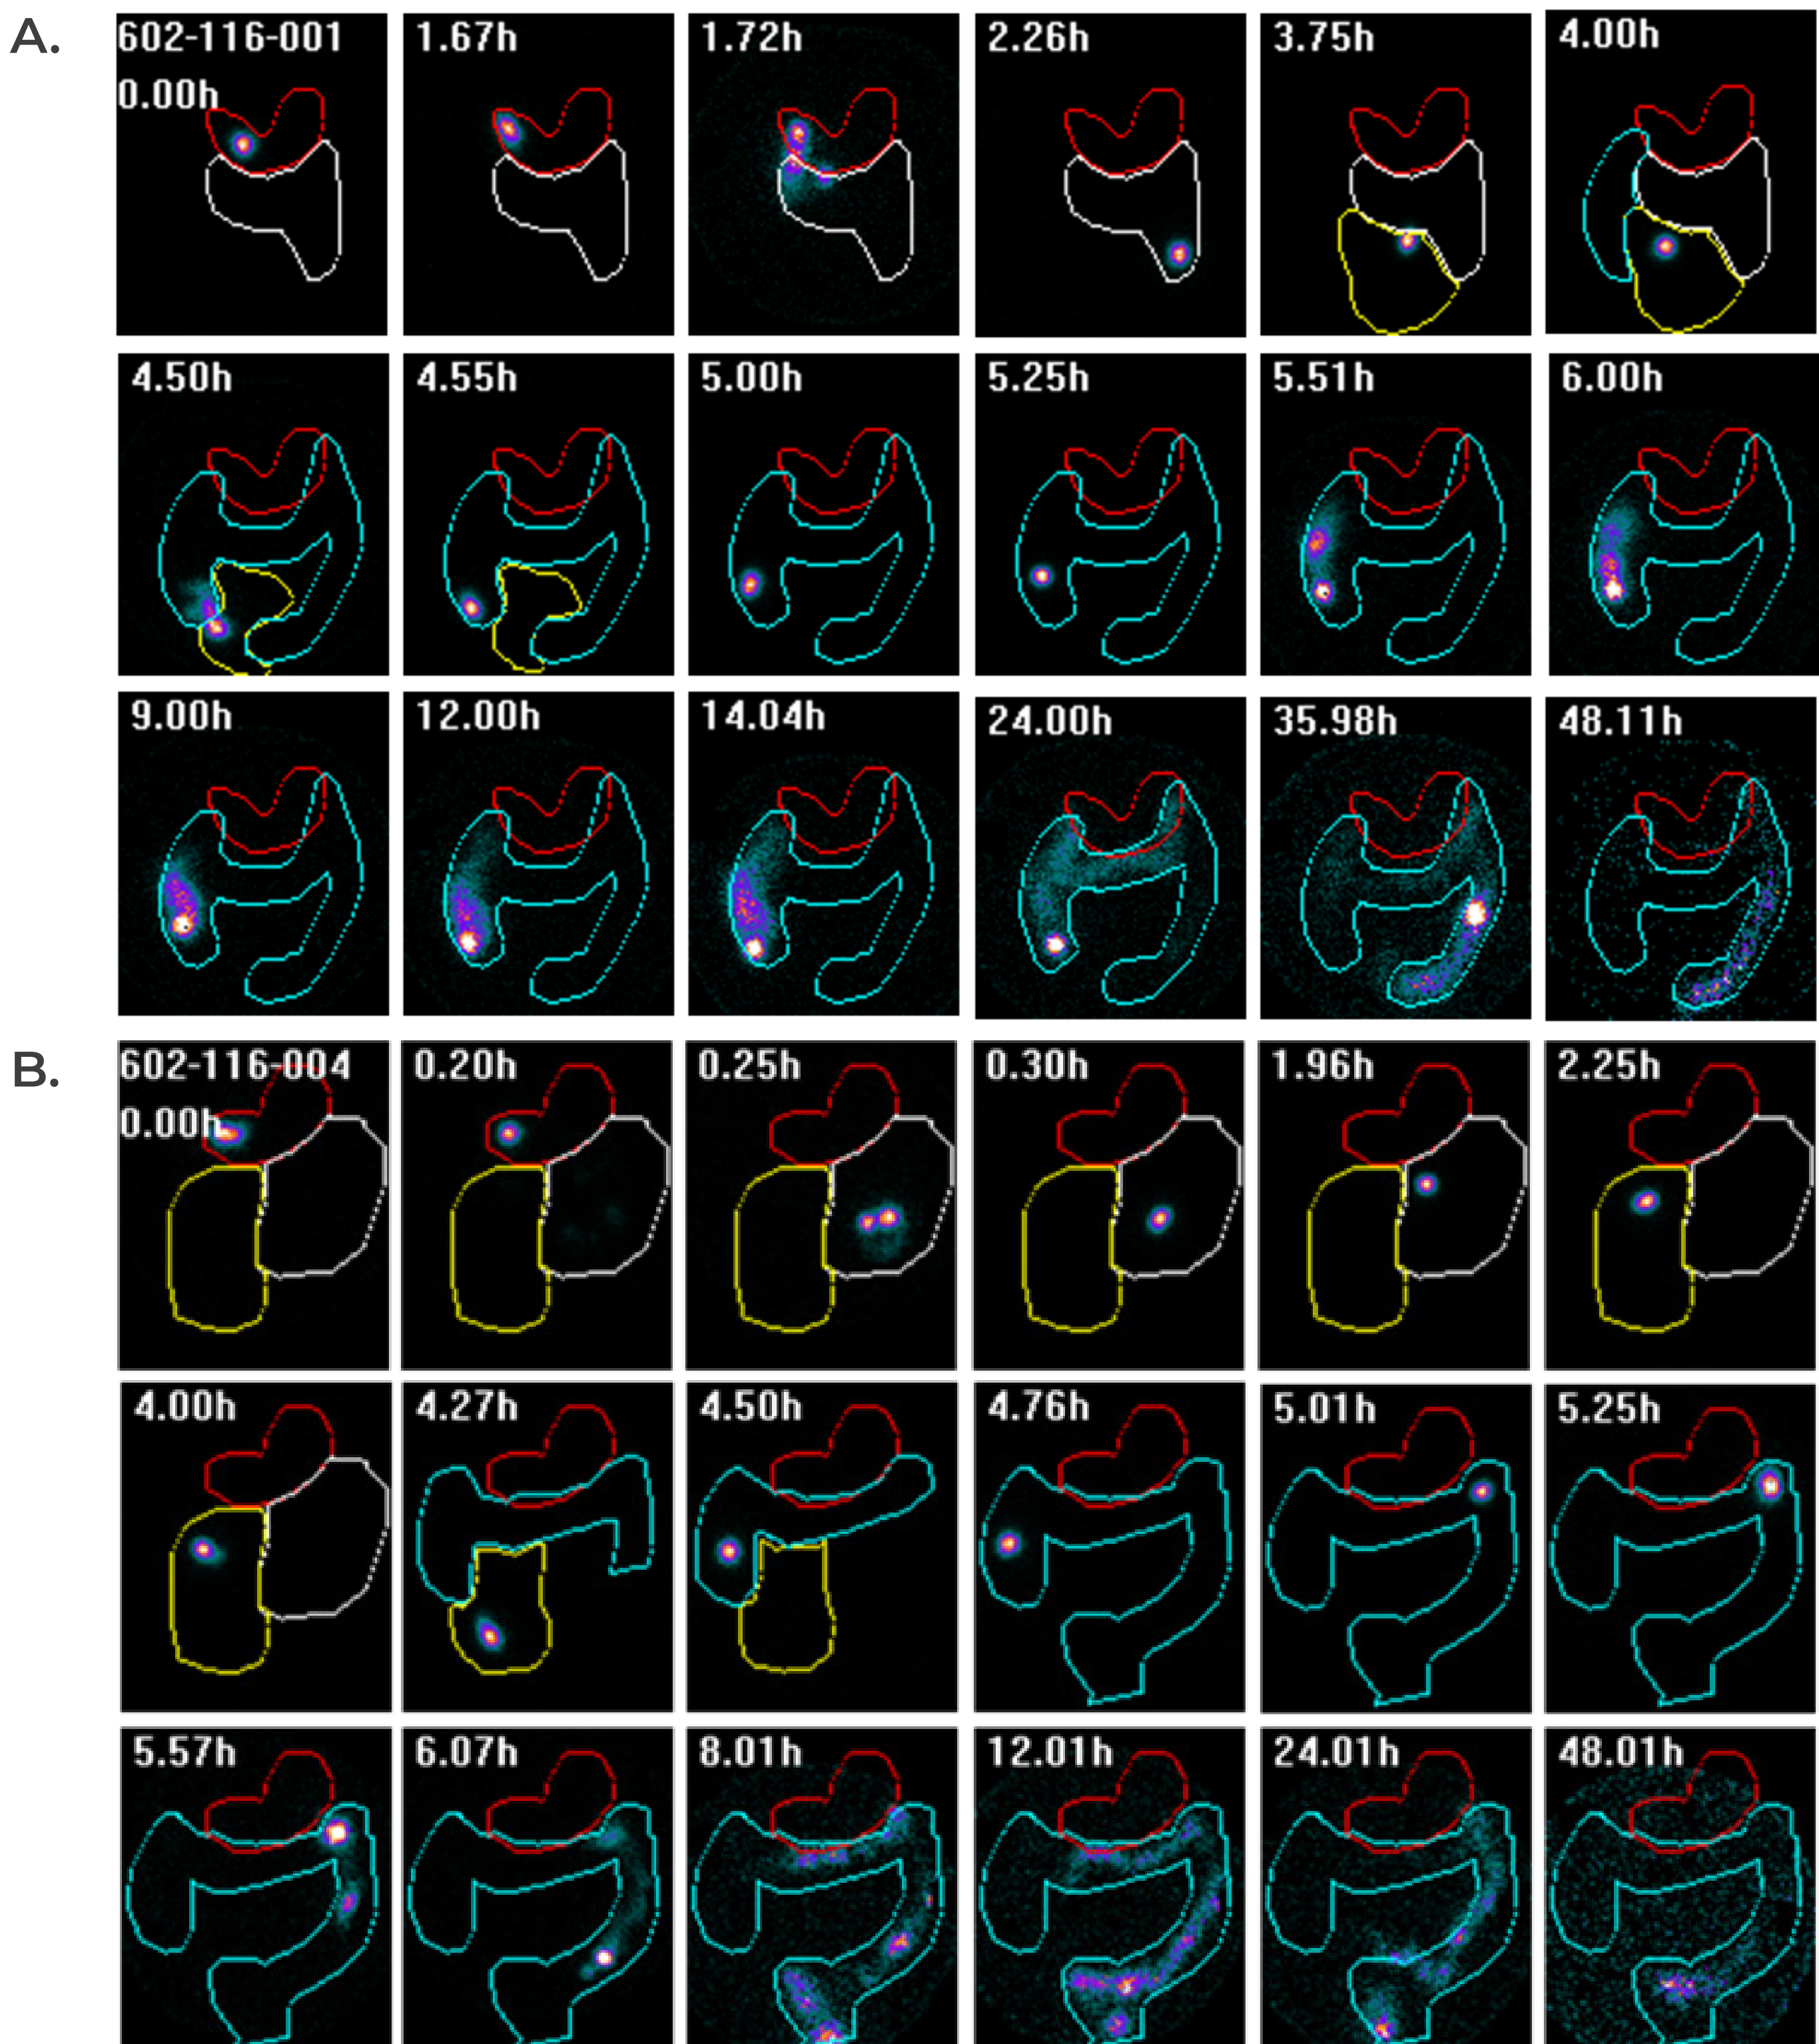 A.
602-116-001
0.00h
1.67h
1.72h
2.26h
3.75h
4.00h
4.50h
4.55h
5.00h
5.25h
5.51h
6.00h
9.00h
12.00h
14.04h
24.00h
35.98h
48.11h
B.
602-116-004
0.00h
0.20h
0.25h
0.30h
1.96h
2.25h
4.00h
4.27h
4.50h
4.76h
5.01h
5.25h
5.57h
6.07h
8.01h
12.01h
24.01h
48.01h